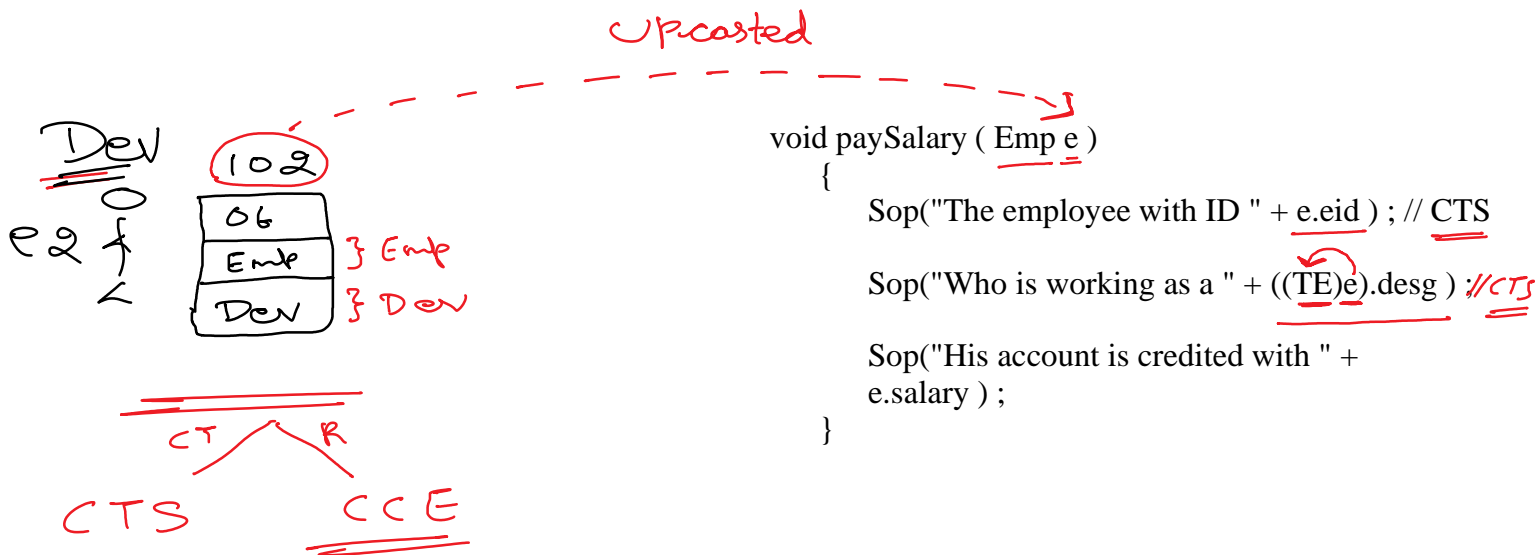 Upcasted
Dev
102
e2
Ob
Emp } Emp
Dev } Dev
CT R
CTS CCE
void paySalary ( Emp e )
{
Sop("The employee with ID " + e.eid ) ; // CTS
Sop("Who is working as a " + ((TE)e).desg ) ; //CTS
Sop("His account is credited with " +
e.salary ) ;
}